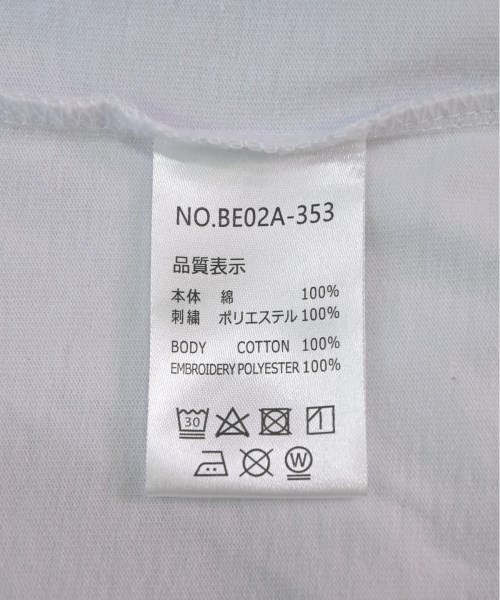 NO.BE02A-353
品質表示
本体 綿 100%
刺繍 ポリエステル 100%
BODY COTTON 100%
EMBROIDERY POLYESTER 100%
30
W